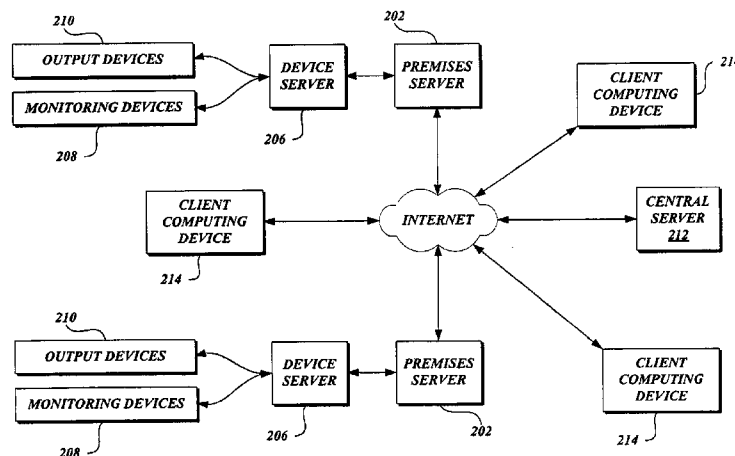 210
202
OUTPUT DEVICES
MONITORING DEVICES
208
DEVICE
SERVER
206
PREMISES
SERVER
CLIENT
COMPUTING
DEVICE
CLIENT
COMPUTING
DEVICE
214
INTERNET
CENTRAL
SERVER
212
210
OUTPUT DEVICES
MONITORING DEVICES
208
DEVICE
SERVER
206
PREMISES
SERVER
202
CLIENT
COMPUTING
DEVICE
214